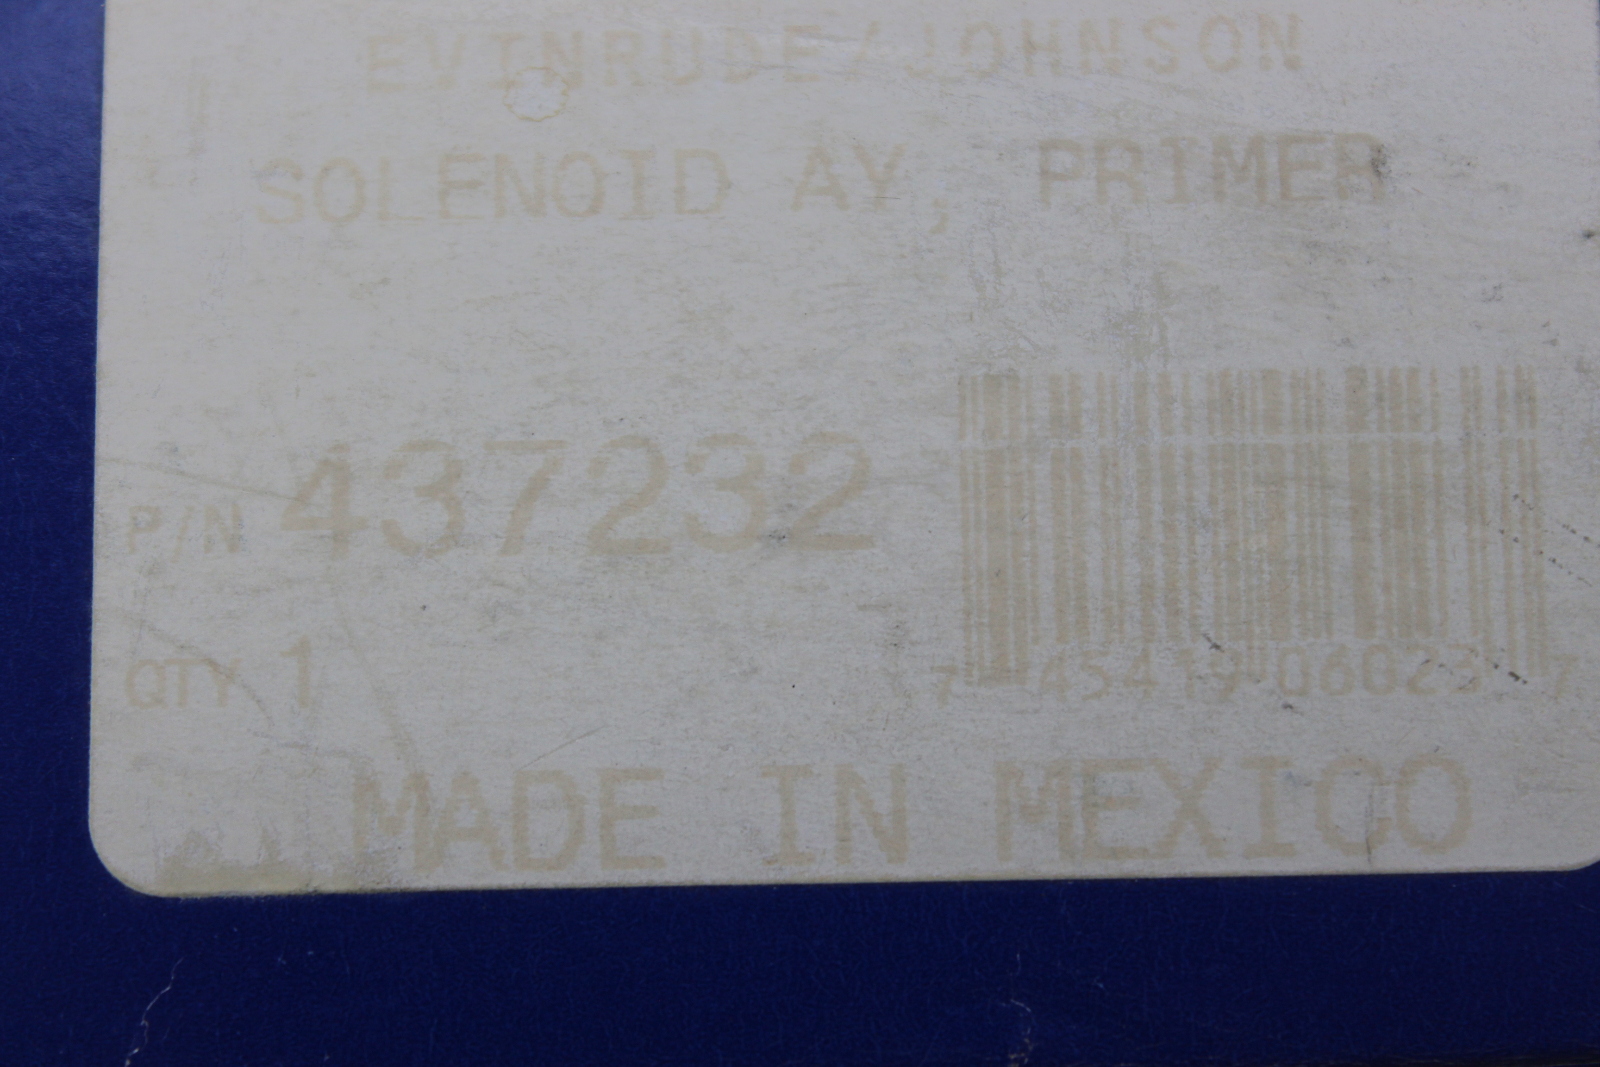 EVINRUDE/JOHNSON
SOLENOID AY, PRIMER
P/N 437232
QTY 1
7 45419 06023 7
MADE IN MEXICO